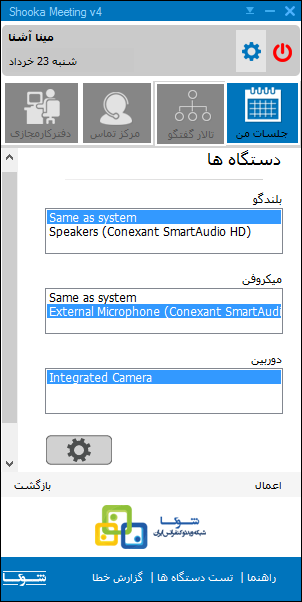 Shooka Meeting v4
مینا آشنا
شنبه 23 خرداد
جلسات من
تالار گفتگو
مرکز تماس
دفترکارمجازی
دستگاه ها
بلندگو
Same as system
Speakers (Conexant SmartAudio HD)
میکروفن
Same as system
External Microphone (Conexant SmartAudi
دوربین
Integrated Camera
اعمال
بازگشت
شوکا
شبکه ویدئو کنفرانس ایران
راهنما | تست دستگاه ها | گزارش خطا
شوکا